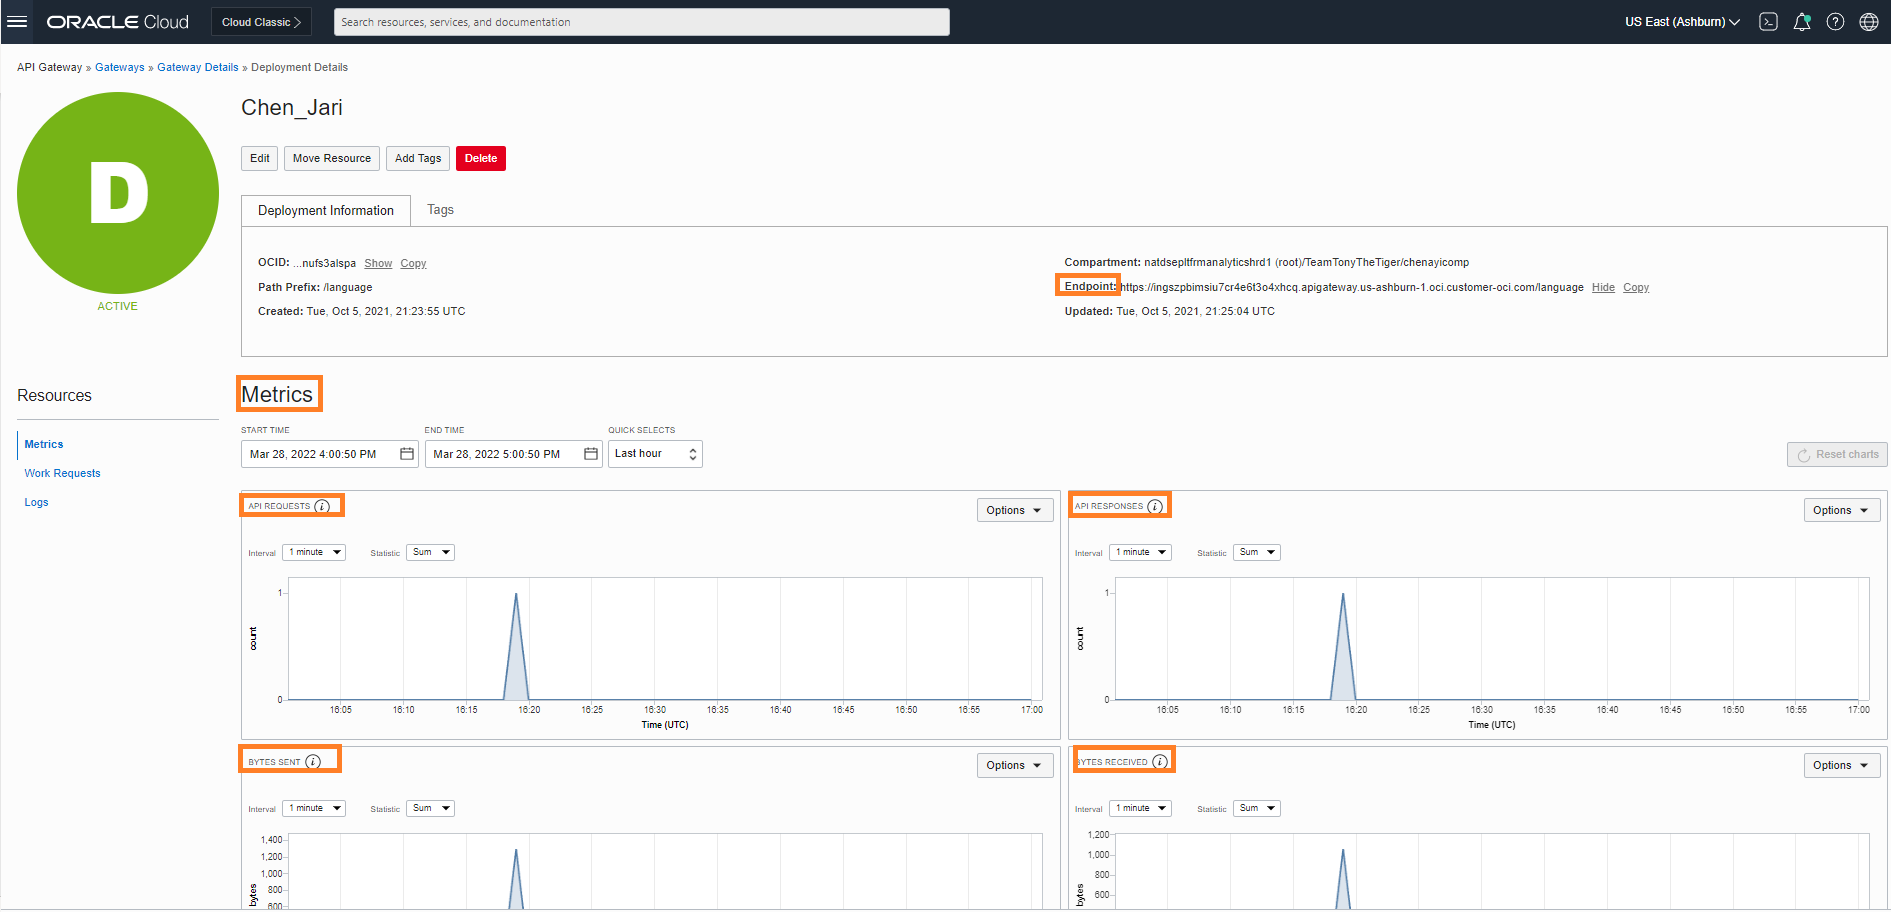 ORACLE Cloud
Cloud Classic >
Search resources, services, and documentation
US East (Ashburn)
API Gateway » Gateways » Gateway Details » Deployment Details
D
ACTIVE
Chen_Jari
Edit
Move Resource
Add Tags
Delete
Deployment Information
Tags
OCID: ...nufs3alspa Show Copy
Path Prefix: /language
Created: Tue, Oct 5, 2021, 21:23:55 UTC
Compartment: natdsepltfrmanalyticshrd1 (root)/TeamTonyTheTiger/chenayicomp
Endpoint: https://ingszpbimsiu7cr4e6t3o4xhcq.apigateway.us-ashburn-1.oci.customer-oci.com/language Hide Copy
Updated: Tue, Oct 5, 2021, 21:25:04 UTC
Resources
Metrics
Work Requests
Logs
Metrics
START TIME
END TIME
QUICK SELECTS
Mar 28, 2022 4:00:50 PM
Mar 28, 2022 5:00:50 PM
Last hour
Reset charts
API REQUESTS i
Options
Interval 1 minute Statistic Sum
1
0
count
16:05 16:10 16:15 16:20 16:25 16:30 16:35 16:40 16:45 16:50 16:55 17:00
Time (UTC)
API RESPONSES i
Options
Interval 1 minute Statistic Sum
1
0
count
16:05 16:10 16:15 16:20 16:25 16:30 16:35 16:40 16:45 16:50 16:55 17:00
Time (UTC)
BYTES SENT i
Options
Interval 1 minute Statistic Sum
1,400
1,200
1,000
800
600
bytes
BYTES RECEIVED i
Options
Interval 1 minute Statistic Sum
1,200
1,000
800
600
bytes